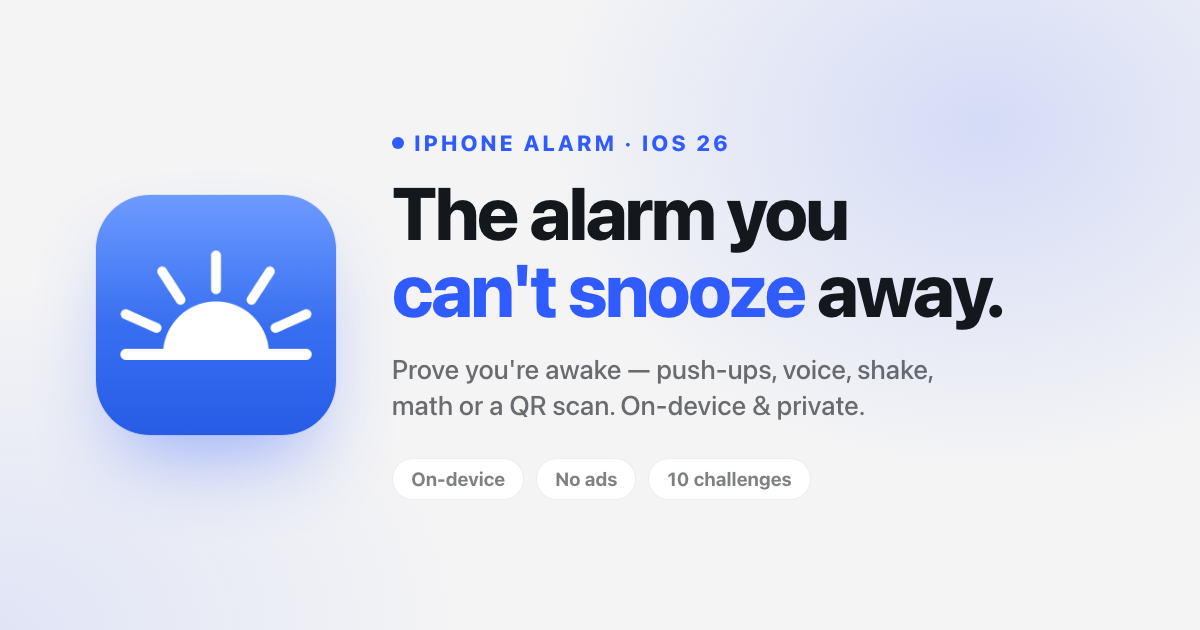 IPHONE ALARM · IOS 26
The alarm you
can't snooze away.
Prove you're awake — push-ups, voice, shake,
math or a QR scan. On-device & private.
On-device No ads 10 challenges